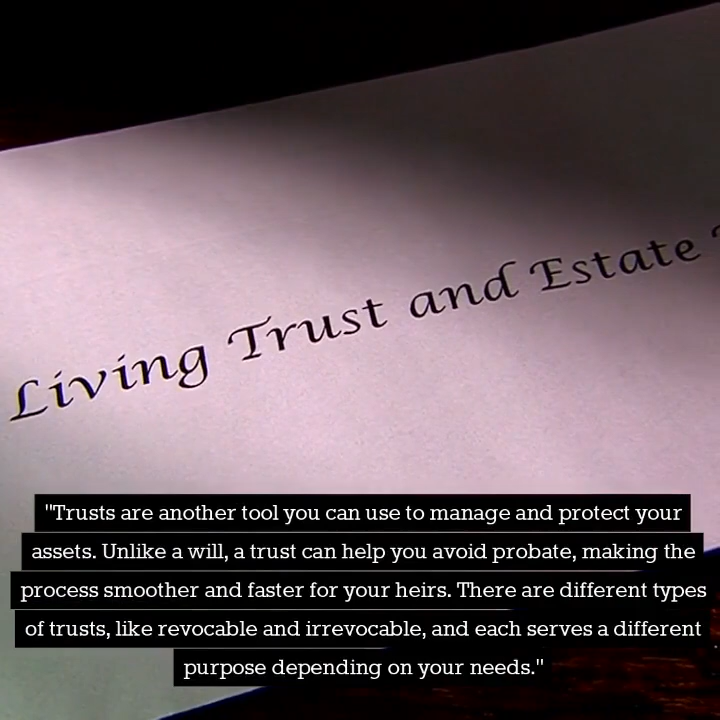 Living Trust and Estate
"Trusts are another tool you can use to manage and protect your
assets. Unlike a will, a trust can help you avoid probate, making the
process smoother and faster for your heirs. There are different types
of trusts, like revocable and irrevocable, and each serves a different
purpose depending on your needs."